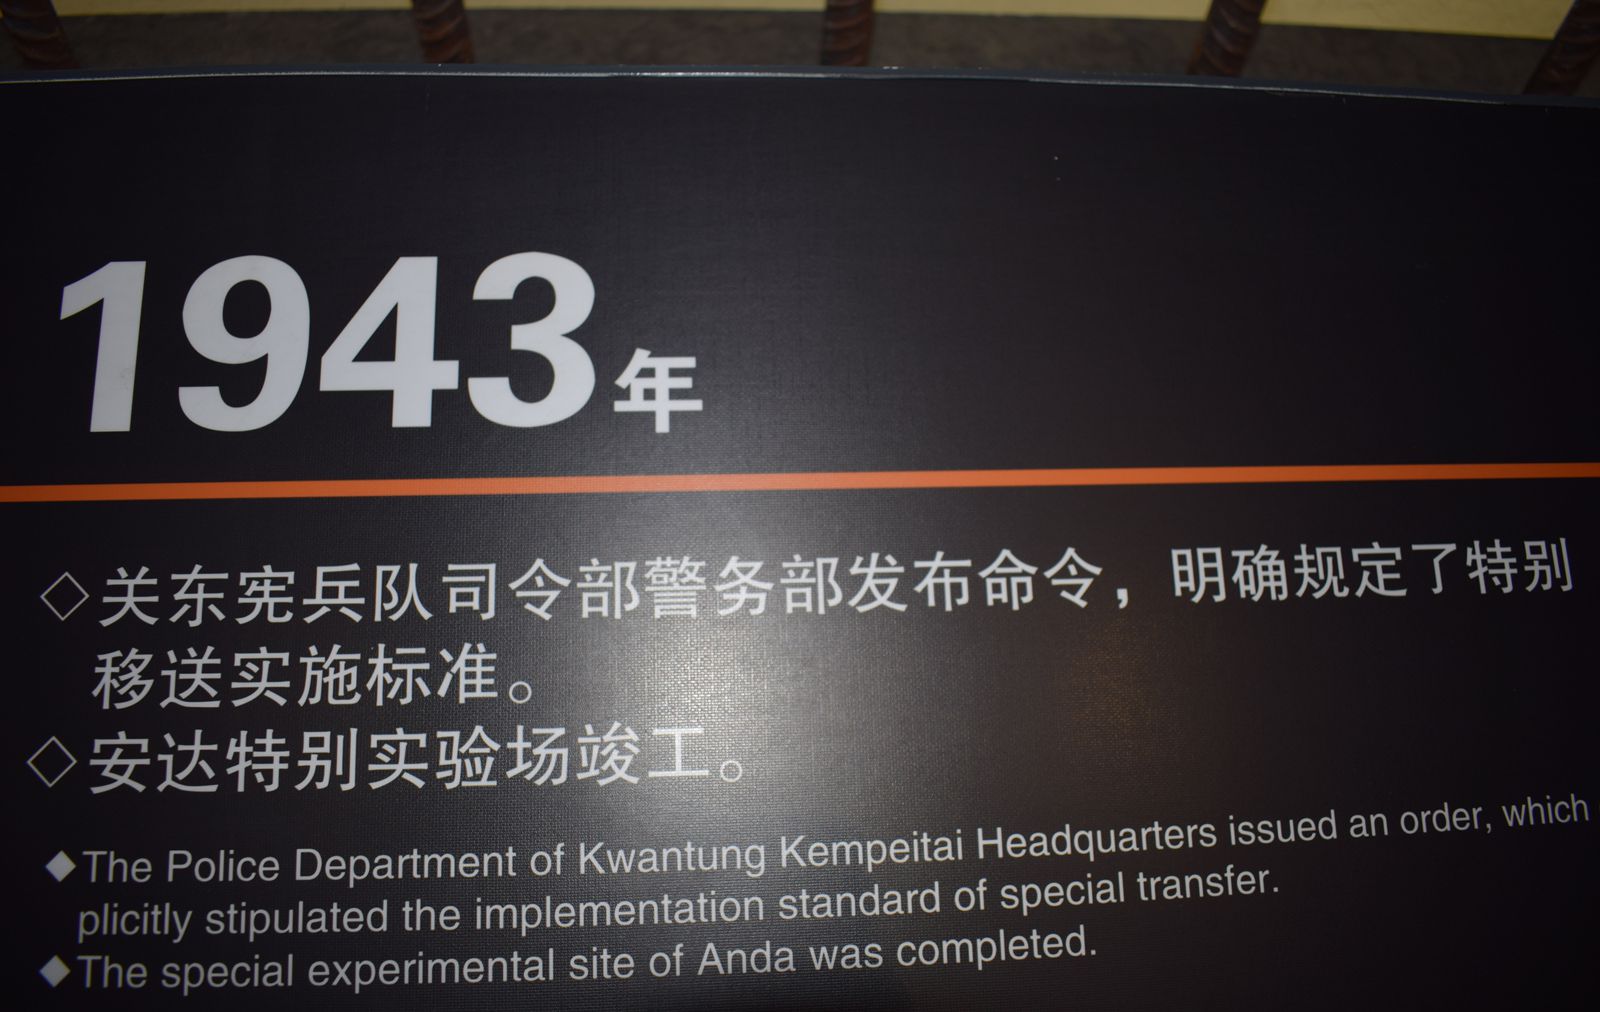 1943年
◇关东宪兵队司令部警务部发布命令，明确规定了特别
移送实施标准。
◇安达特别实验场竣工。
◆The Police Department of Kwantung Kempeitai Headquarters issued an order, which
plicitly stipulated the implementation standard of special transfer.
◆The special experimental site of Anda was completed.